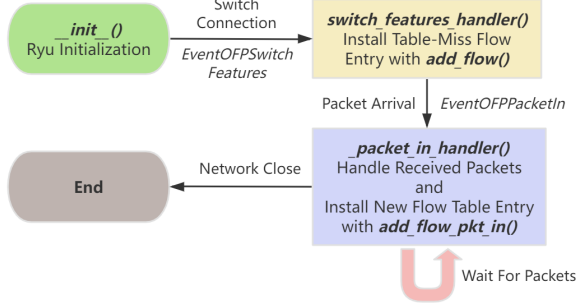 Switch
Connection
__init__()
Ryu Initialization
EventOFPSwitch
Features
switch_features_handler()
Install Table-Miss Flow
Entry with add_flow()
Packet Arrival
EventOFPPacketIn
_packet_in_handler()
Handle Received Packets
and
Install New Flow Table Entry
with add_flow_pkt_in()
Network Close
End
Wait For Packets